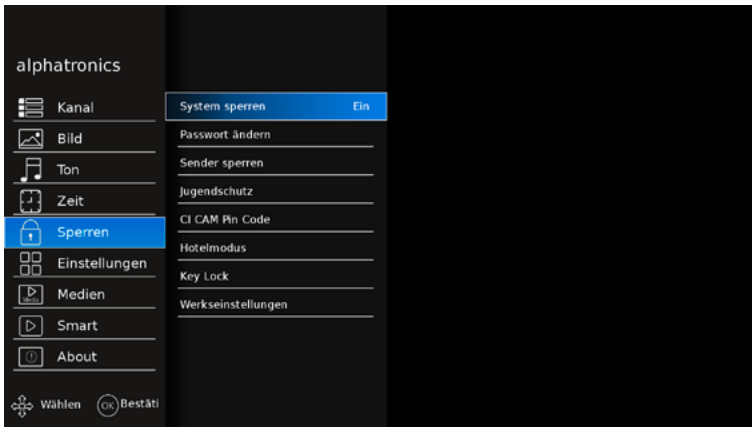 alphatronics
Kanal
Bild
Ton
Zeit
Sperren
Einstellungen
Medien
Smart
About
Wählen OK Bestäti
System sperren Ein
Passwort ändern
Sender sperren
Jugendschutz
CI CAM Pin Code
Hotelmodus
Key Lock
Werkseinstellungen